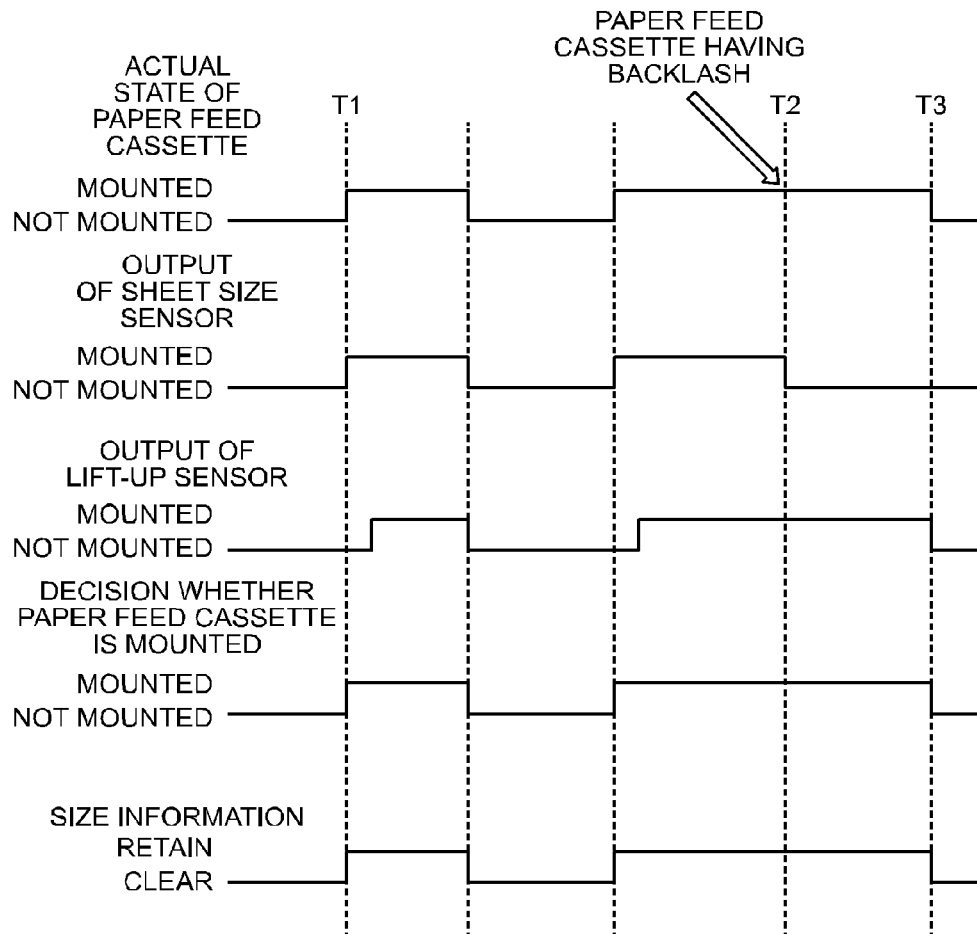 PAPER FEED
CASSETTE HAVING
BACKLASH
ACTUAL
STATE OF
PAPER FEED
CASSETTE
T1
T2
T3
MOUNTED
NOT MOUNTED
OUTPUT
OF SHEET SIZE
SENSOR
MOUNTED
NOT MOUNTED
OUTPUT OF
LIFT-UP SENSOR
MOUNTED
NOT MOUNTED
DECISION WHETHER
PAPER FEED CASSETTE
IS MOUNTED
MOUNTED
NOT MOUNTED
SIZE INFORMATION
RETAIN
CLEAR